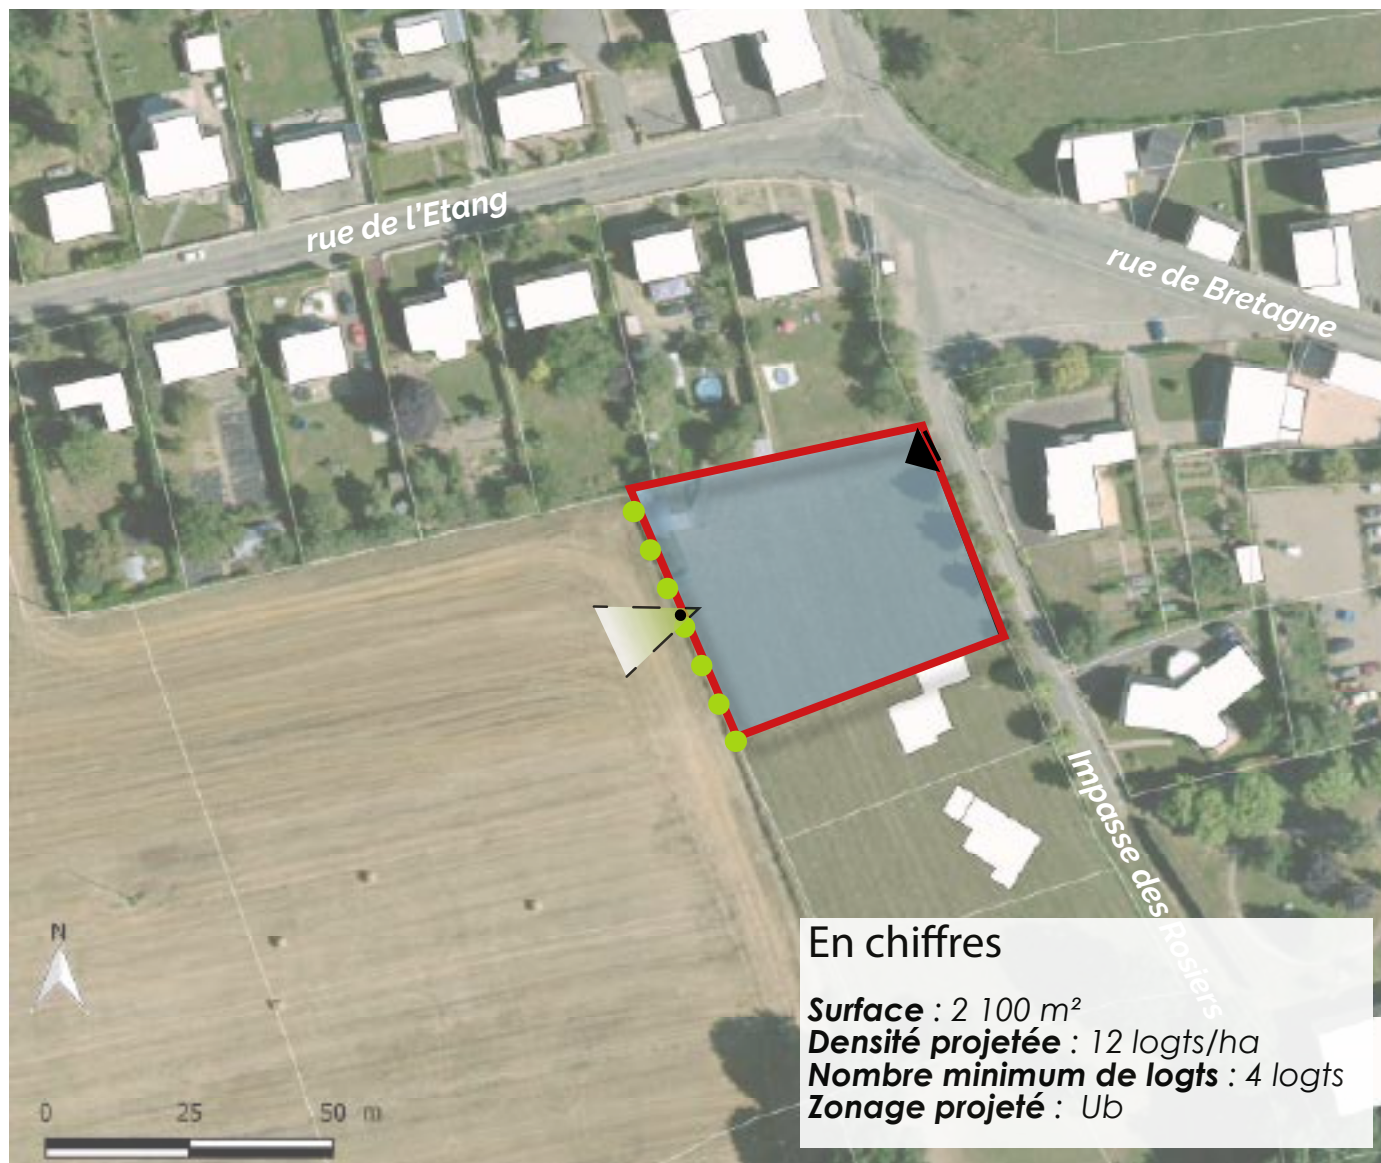 rue de l'Etang
rue de Bretagne
Impasse des Rosiers
En chiffres
Surface : 2 100 m²
Densité projetée : 12 logts/ha
Nombre minimum de logts : 4 logts
Zonage projeté : Ub
N
0 25 50 m